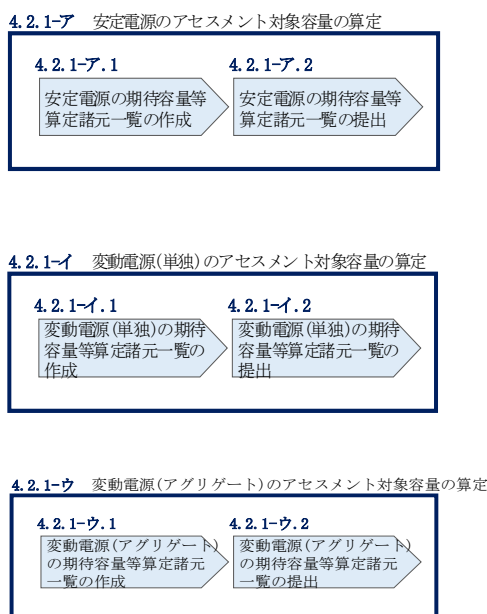 4.2.1-ア 安定電源のアセスメント対象容量の算定
4.2.1-ア.1
安定電源の期待容量等
算定諸元一覧の作成
4.2.1-ア.2
安定電源の期待容量等
算定諸元一覧の提出
4.2.1-イ 変動電源(単独)のアセスメント対象容量の算定
4.2.1-イ.1
変動電源(単独)の期待
容量等算定諸元一覧の
作成
4.2.1-イ.2
変動電源(単独)の期待
容量等算定諸元一覧の
提出
4.2.1-ウ 変動電源(アグリゲート)のアセスメント対象容量の算定
4.2.1-ウ.1
変動電源(アグリゲート)
の期待容量等算定諸元
一覧の作成
4.2.1-ウ.2
変動電源(アグリゲート)
の期待容量等算定諸元
一覧の提出